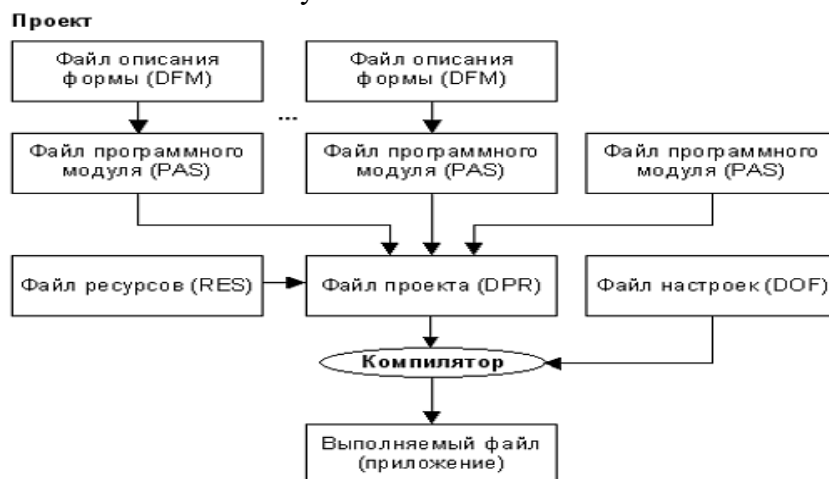 Проект
Файл описания
формы (DFM)
Файл описания
формы (DFM)
...
Файл программного
модуля (PAS)
Файл программного
модуля (PAS)
Файл программного
модуля (PAS)
Файл ресурсов (RES)
Файл проекта (DPR)
Файл настроек (DOF)
Компилятор
Выполняемый файл
(приложение)